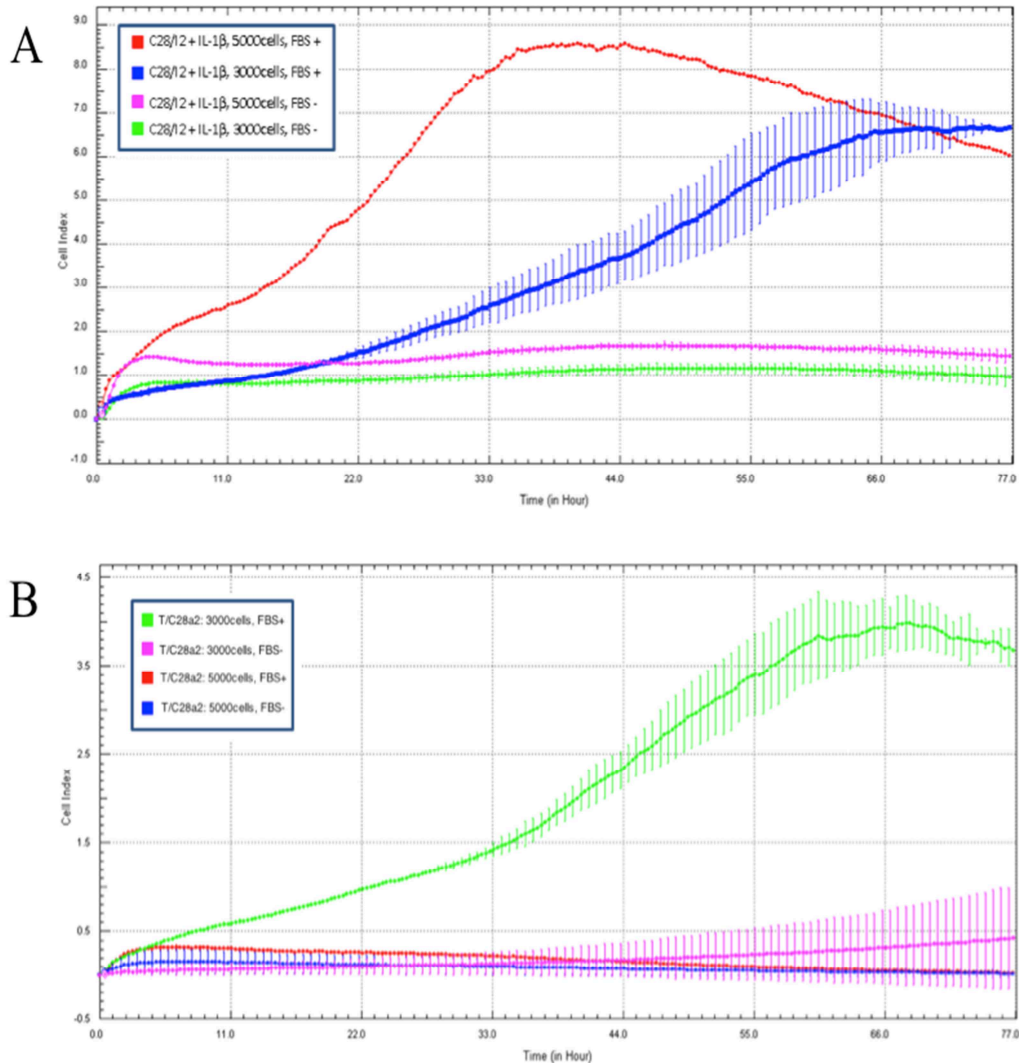 A
9.0
8.0
7.0
6.0
5.0
4.0
3.0
2.0
1.0
0.0
-1.0
Cell Index
C28/I2 + IL-1β, 5000cells, FBS +
C28/I2 + IL-1β, 3000cells, FBS +
C28/I2 + IL-1β, 5000cells, FBS -
C28/I2 + IL-1β, 3000cells, FBS -
0.0 11.0 22.0 33.0 44.0 55.0 66.0 77.0
Time (in Hour)
B
4.5
3.5
2.5
1.5
0.5
-0.5
Cell Index
T/C28a2: 3000cells, FBS+
T/C28a2: 3000cells, FBS-
T/C28a2: 5000cells, FBS+
T/C28a2: 5000cells, FBS-
0.0 11.0 22.0 33.0 44.0 55.0 66.0 77.0
Time (in Hour)